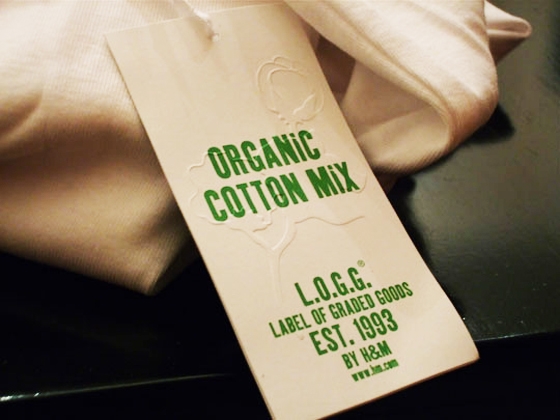 ORGANiC
COTTON MiX
L.O.G.G.®
LABEL OF GRADED GOODS
EST. 1993
BY H&M
www.hm.com